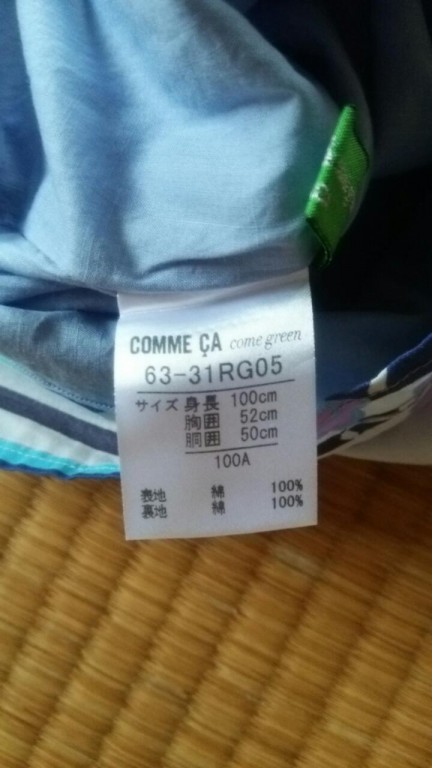 COMME ÇA come green
63-31RG05
サイズ 身長 100cm
胸囲 52cm
胴囲 50cm
100A
表地 綿 100%
裏地 綿 100%